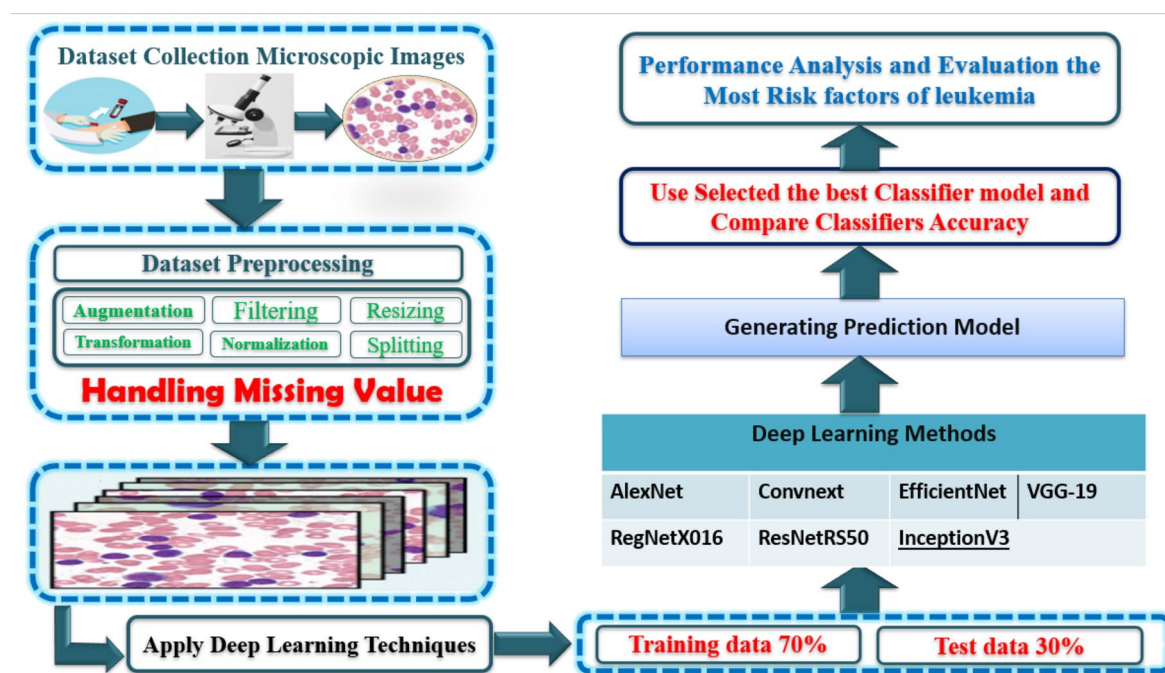 Dataset Collection Microscopic Images
Dataset Preprocessing
Augmentation Filtering Resizing
Transformation Normalization Splitting
Handling Missing Value
Apply Deep Learning Techniques
Training data 70% Test data 30%
Deep Learning Methods
AlexNet Convnext EfficientNet VGG-19
RegNetX016 ResNetRS50 InceptionV3
Generating Prediction Model
Use Selected the best Classifier model and
Compare Classifiers Accuracy
Performance Analysis and Evaluation the
Most Risk factors of leukemia